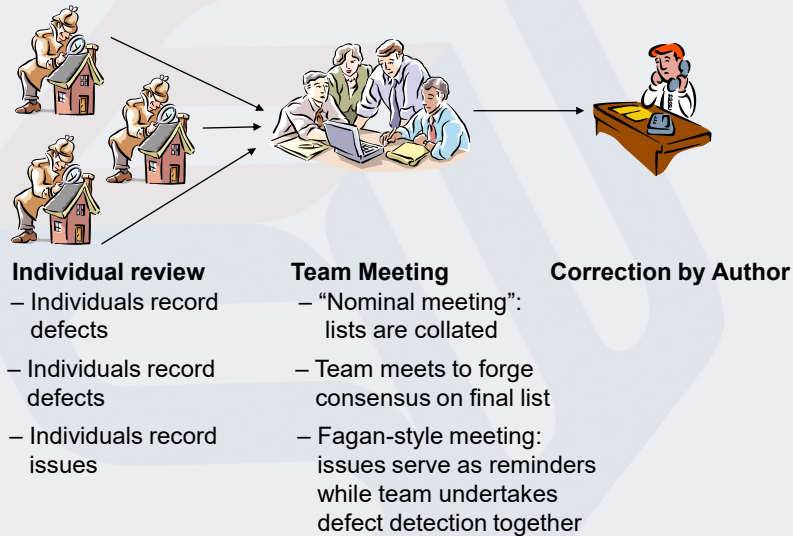 Individual review
Team Meeting
Correction by Author
– Individuals record
defects
– “Nominal meeting”:
lists are collated
– Individuals record
defects
– Team meets to forge
consensus on final list
– Individuals record
issues
– Fagan-style meeting:
issues serve as reminders
while team undertakes
defect detection together